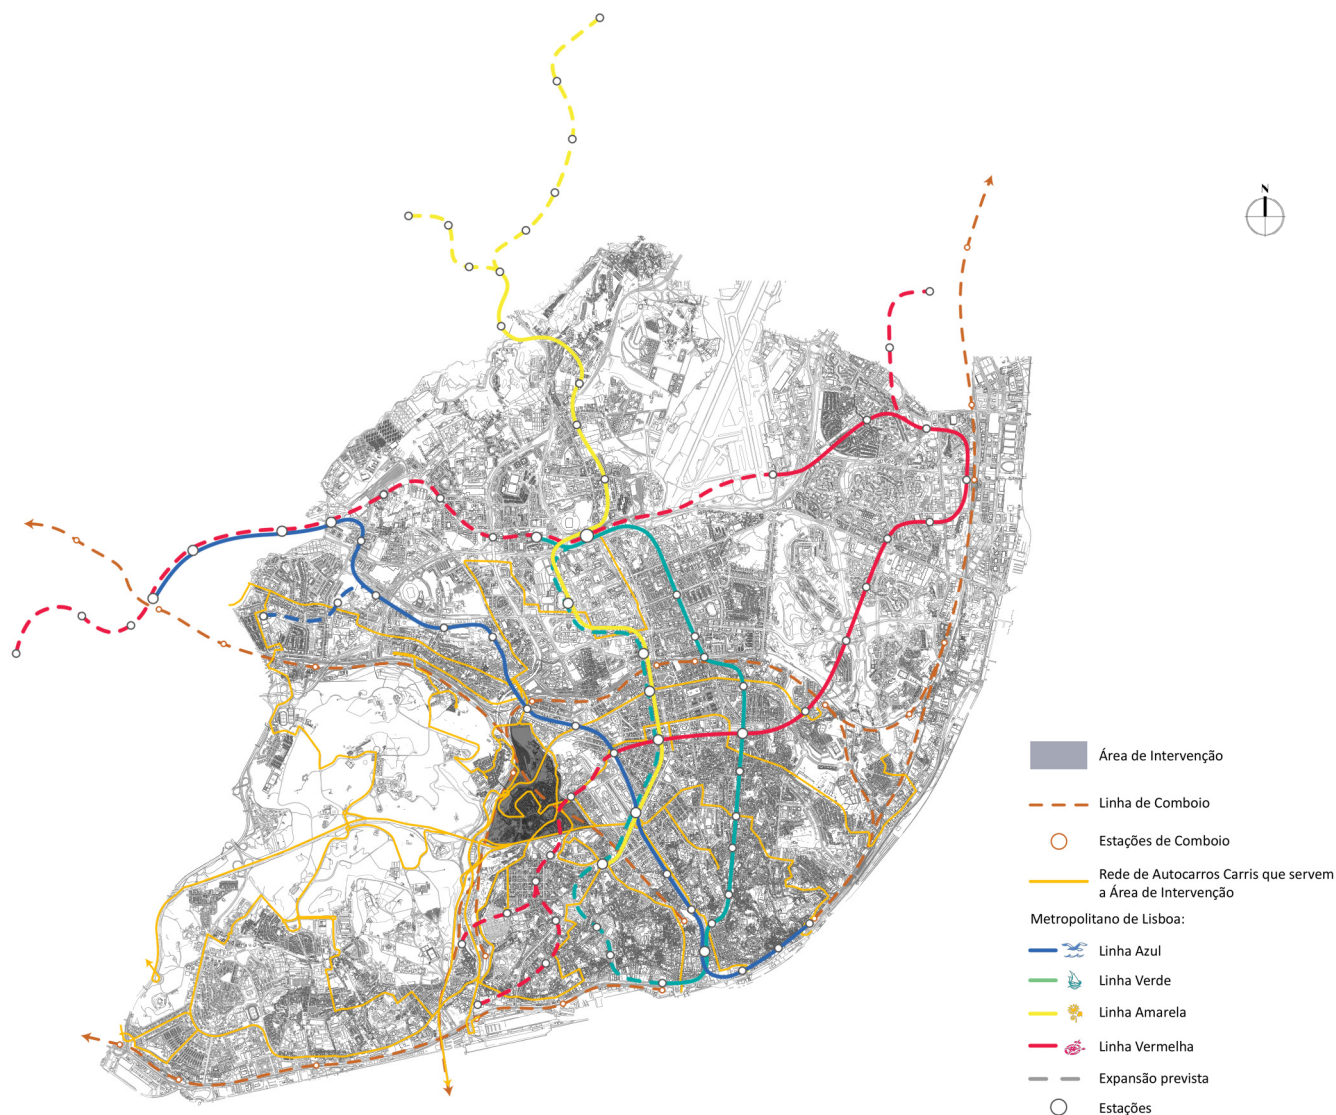 N
Área de Intervenção
Linha de Comboio
Estações de Comboio
Rede de Autocarros Carris que servem
a Área de Intervenção
Metropolitano de Lisboa:
Linha Azul
Linha Verde
Linha Amarela
Linha Vermelha
Expansão prevista
Estações